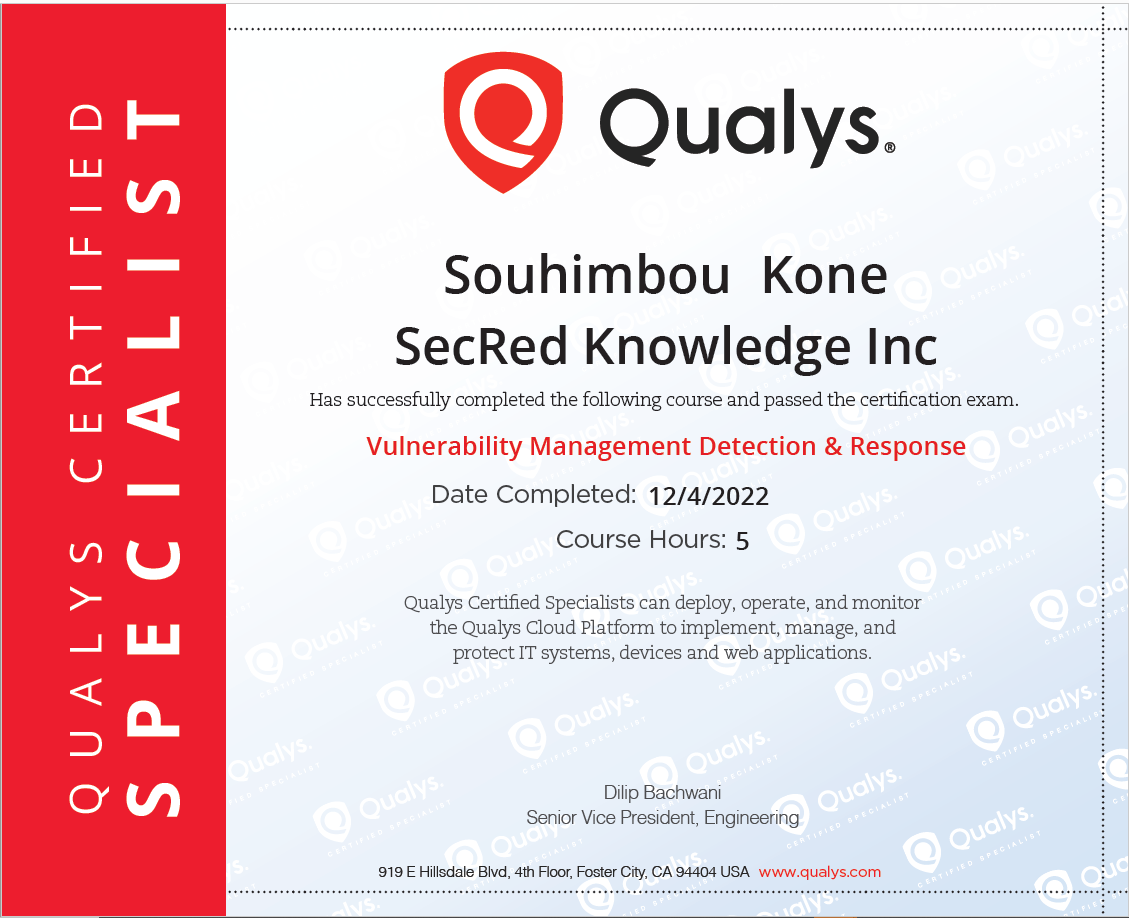 QUALYS CERTIFIED
SPECIALIST
Qualys.®
Souhimbou Kone
SecRed Knowledge Inc
Has successfully completed the following course and passed the certification exam.
Vulnerability Management Detection & Response
Date Completed: 12/4/2022
Course Hours: 5
Qualys Certified Specialists can deploy, operate, and monitor
the Qualys Cloud Platform to implement, manage, and
protect IT systems, devices and web applications.
Dilip Bachwani
Senior Vice President, Engineering
919 E Hillsdale Blvd, 4th Floor, Foster City, CA 94404 USA www.qualys.com